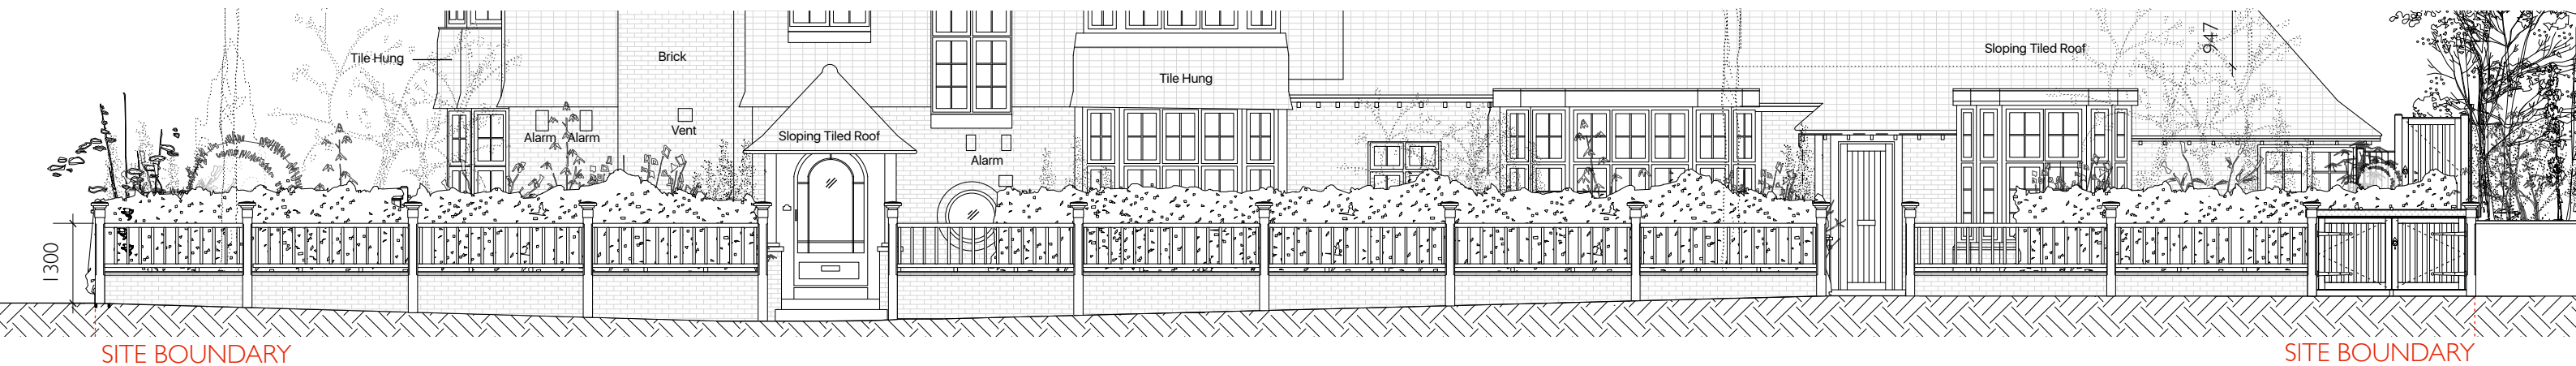 947
Sloping Tiled Roof
Tile Hung
Brick
Tile Hung
Vent
Alarm
Alarm
Sloping Tiled Roof
Alarm
1300
SITE BOUNDARY
SITE BOUNDARY